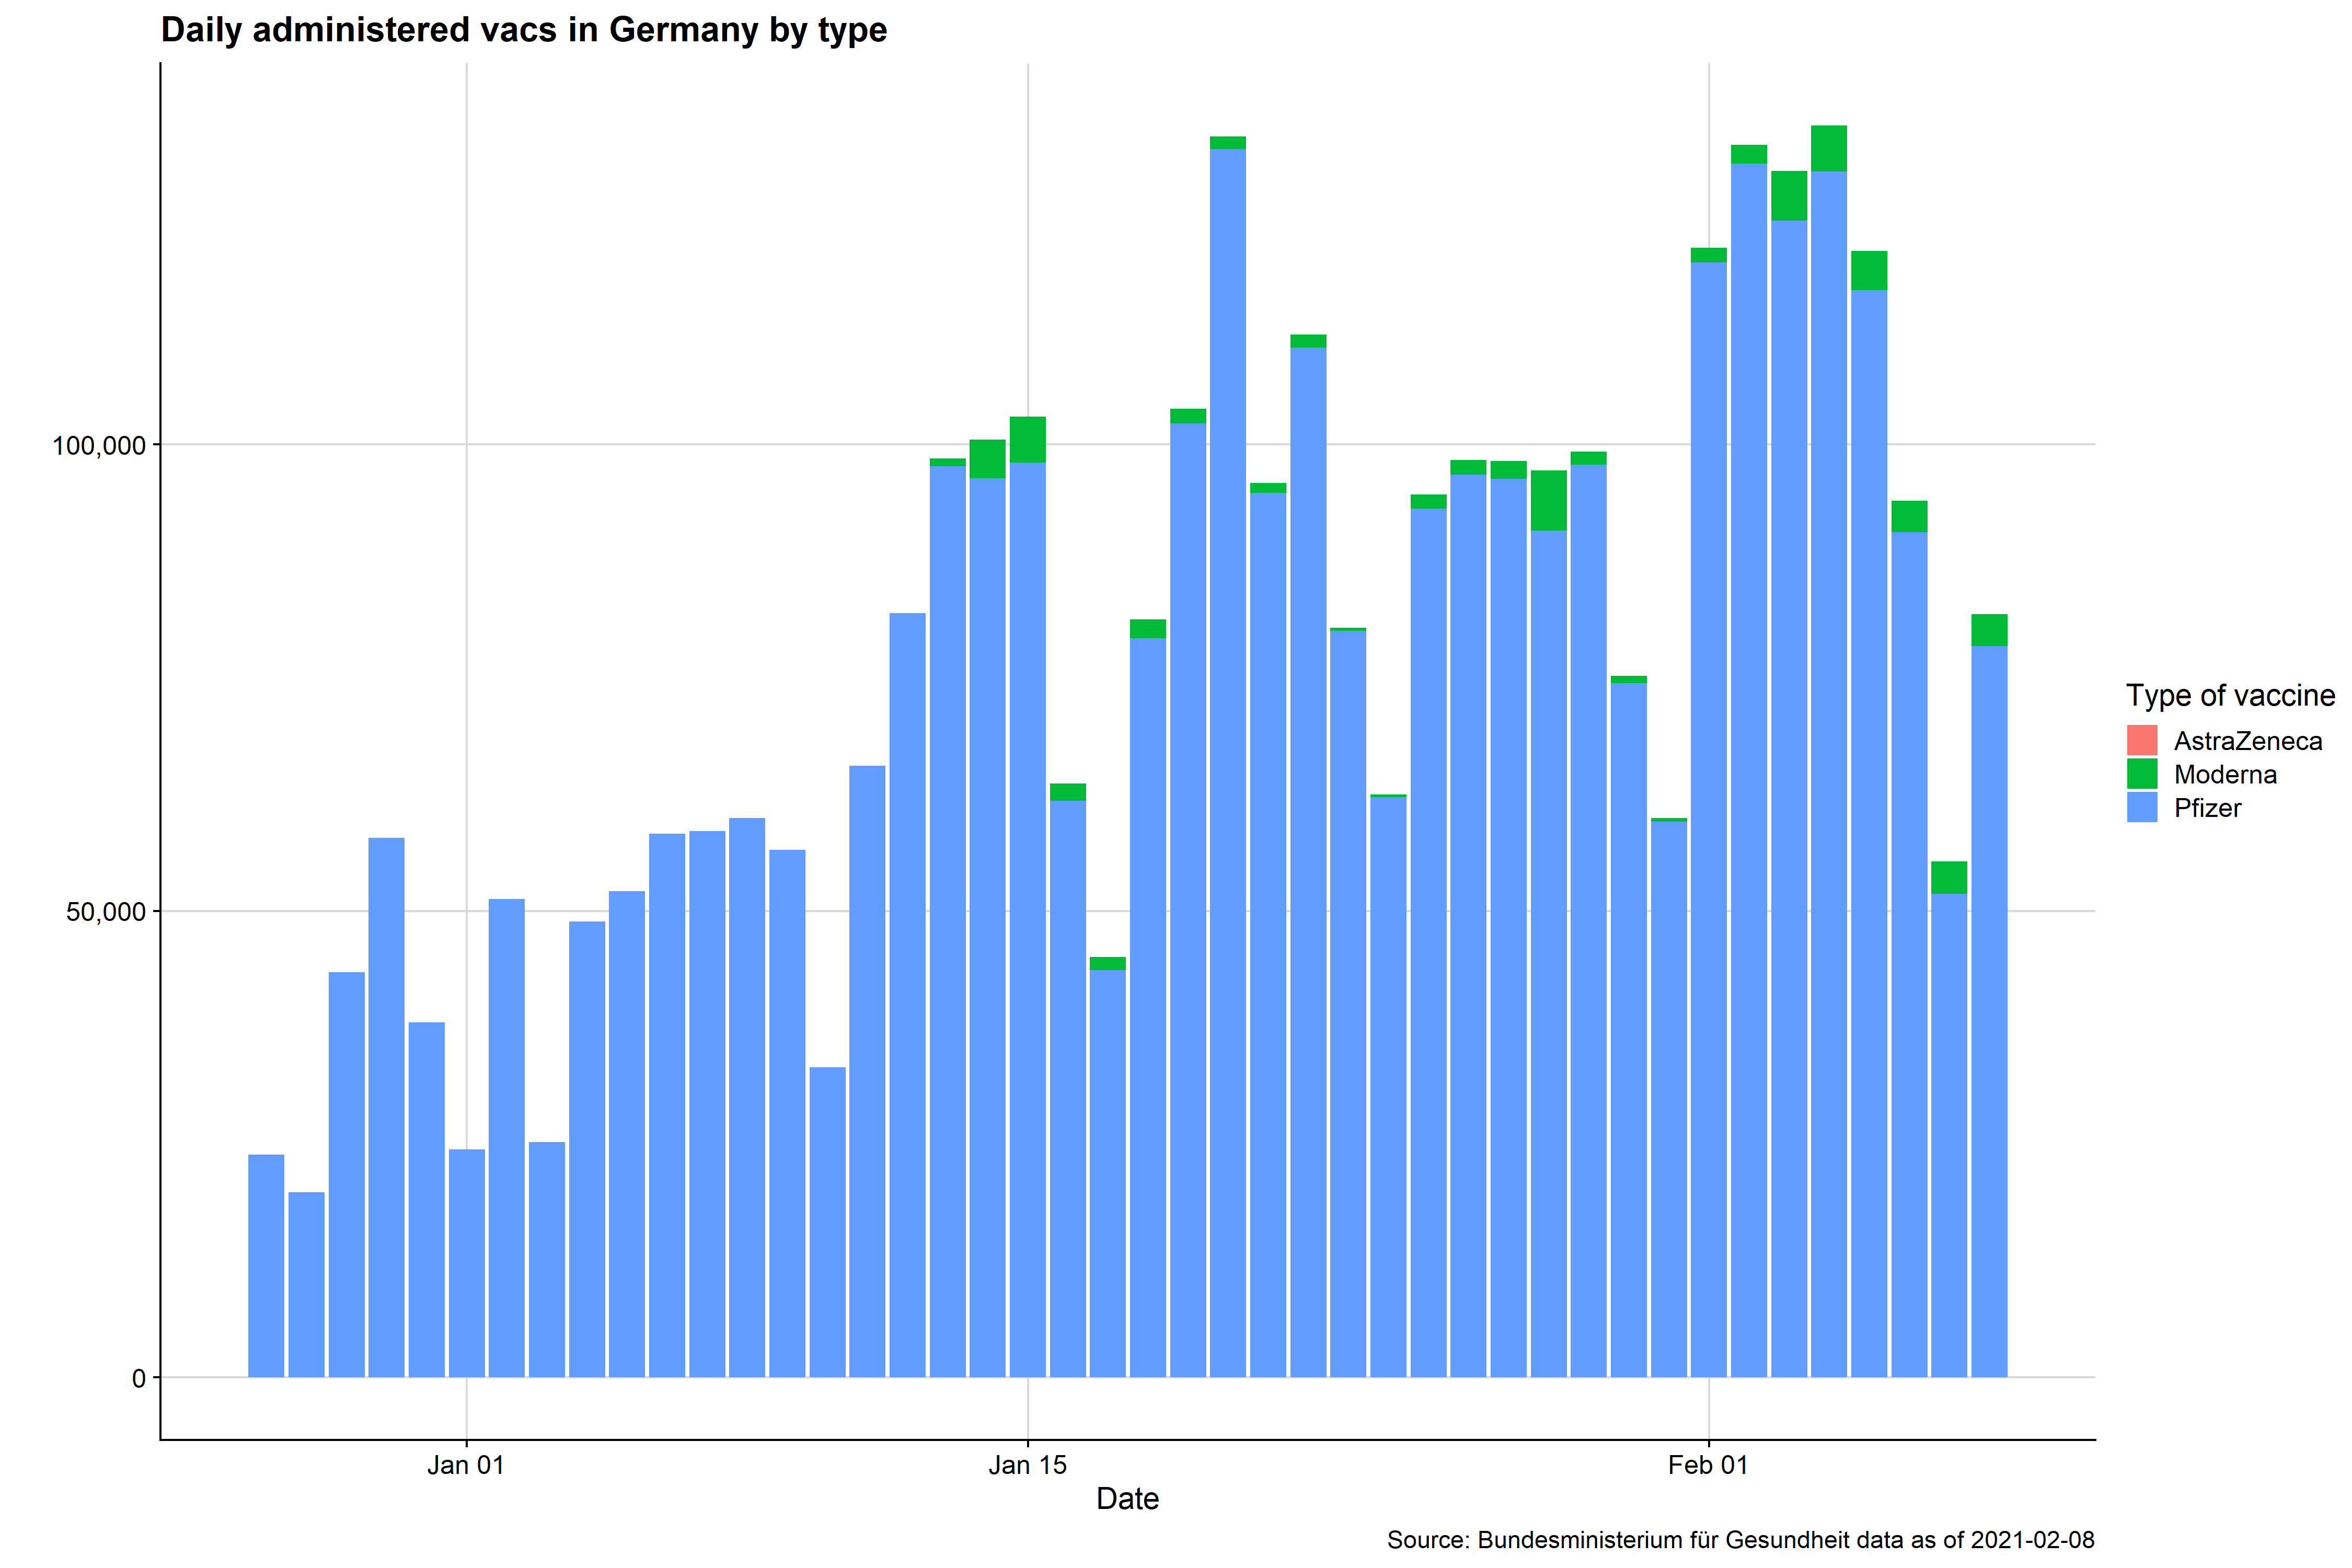 Daily administered vacs in Germany by type
100,000
50,000
0
Jan 01
Jan 15
Feb 01
Date
Type of vaccine
AstraZeneca
Moderna
Pfizer
Source: Bundesministerium für Gesundheit data as of 2021-02-08